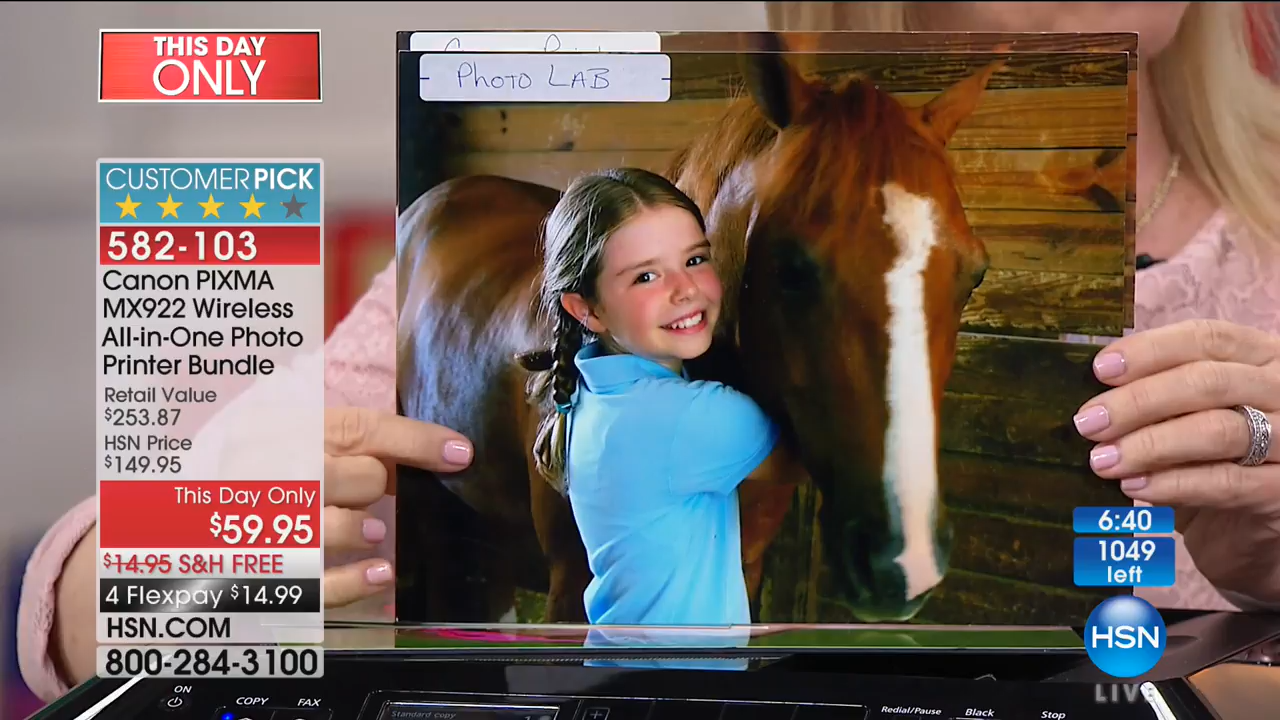 THIS DAY
ONLY
CUSTOMER PICK
582-103
Canon PIXMA
MX922 Wireless
All-in-One Photo
Printer Bundle
Retail Value
$253.87
HSN Price
$149.95
This Day Only
$59.95
$14.95 S&H FREE
4 Flexpay $14.99
HSN.COM
800-284-3100
Photo LAB
6:40
1049
left
HSN
LIVE
ON
COPY
FAX
Standard copy
Redial/Pause
Black
Stop